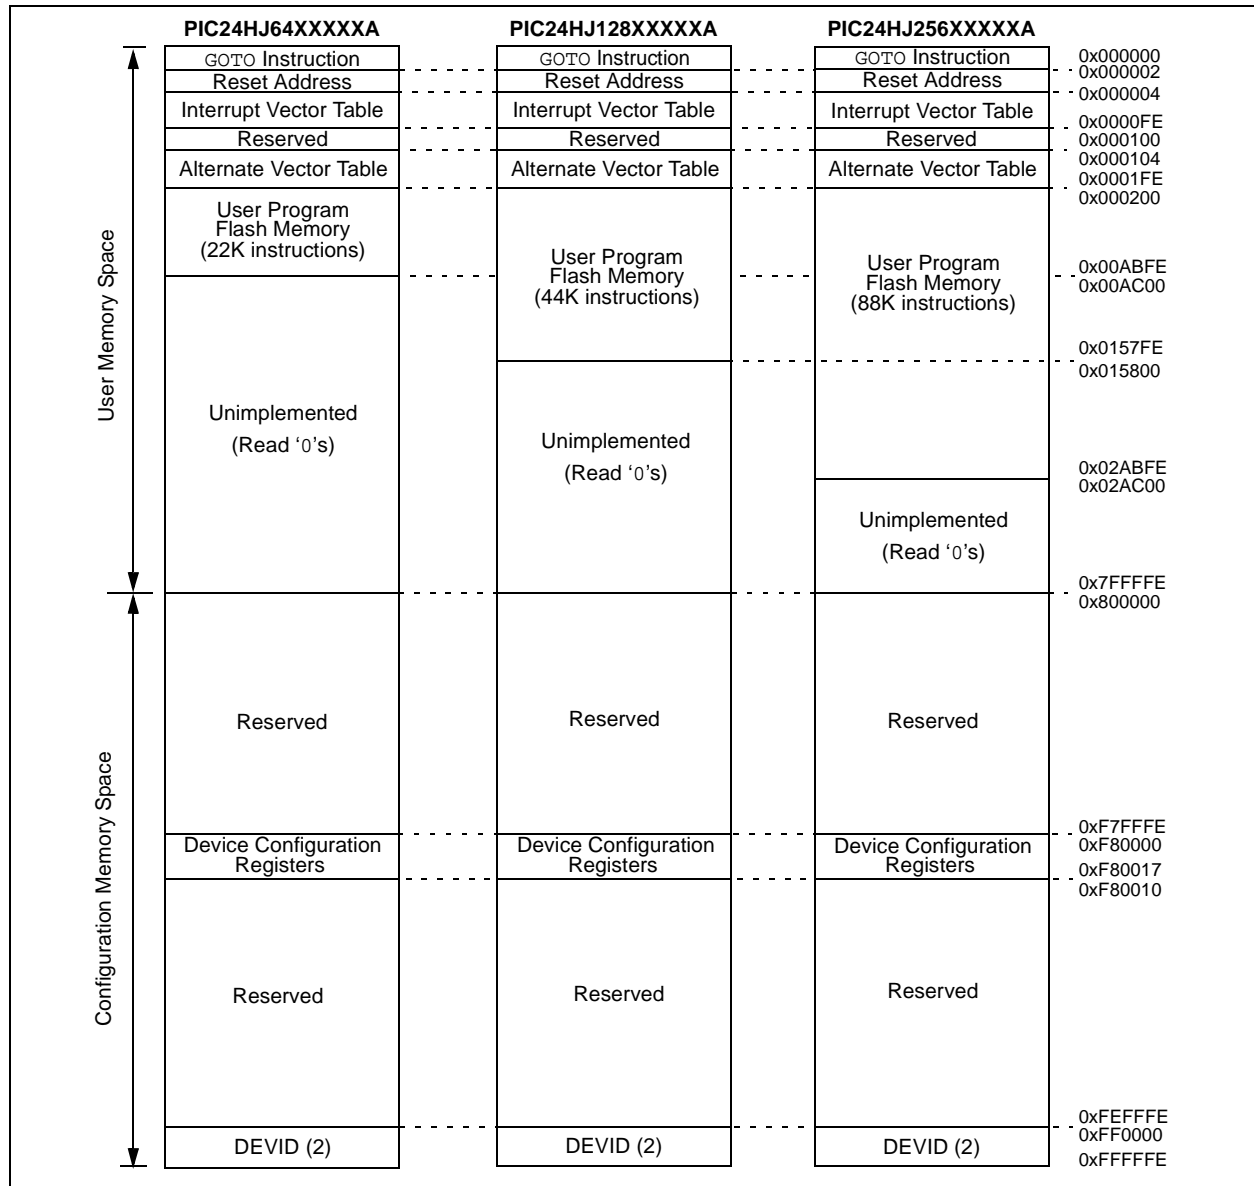 PIC24HJ64XXXXXA PIC24HJ128XXXXXA PIC24HJ256XXXXXA
GOTO Instruction GOTO Instruction GOTO Instruction 0x000000
Reset Address Reset Address Reset Address 0x000002
0x000004
Interrupt Vector Table Interrupt Vector Table Interrupt Vector Table
0x0000FE
Reserved Reserved Reserved 0x000100
0x000104
Alternate Vector Table Alternate Vector Table Alternate Vector Table
0x0001FE
0x000200
User Program
Flash Memory
(22K instructions)
User Program
Flash Memory
(44K instructions)
User Program
Flash Memory
(88K instructions)
0x00ABFE
0x00AC00
0x0157FE
0x015800
User Memory Space
Unimplemented
(Read ‘0’s)
Unimplemented
(Read ‘0’s)
0x02ABFE
0x02AC00
Unimplemented
(Read ‘0’s)
0x7FFFFE
0x800000
Reserved Reserved Reserved
0xF7FFFE
0xF80000
Device Configuration
Registers
Device Configuration
Registers
Device Configuration
Registers
0xF80017
0xF80010
Configuration Memory Space
Reserved Reserved Reserved
0xFEFFFE
0xFF0000
DEVID (2) DEVID (2) DEVID (2)
0xFFFFFE